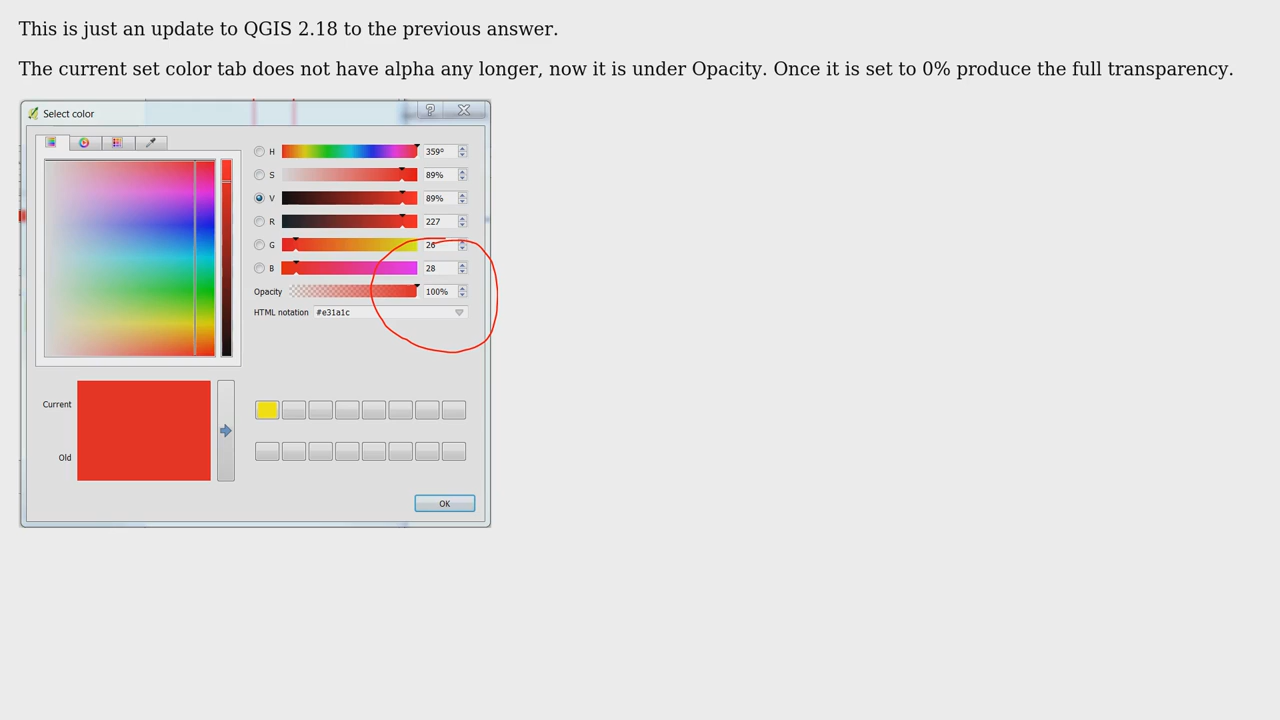 This is just an update to QGIS 2.18 to the previous answer.
The current set color tab does not have alpha any longer, now it is under Opacity. Once it is set to 0% produce the full transparency.
Select color
?
H 359°
S 89%
V 89%
R 227
G 26
B 28
Opacity 100%
HTML notation #e31a1c
Current
Old
OK